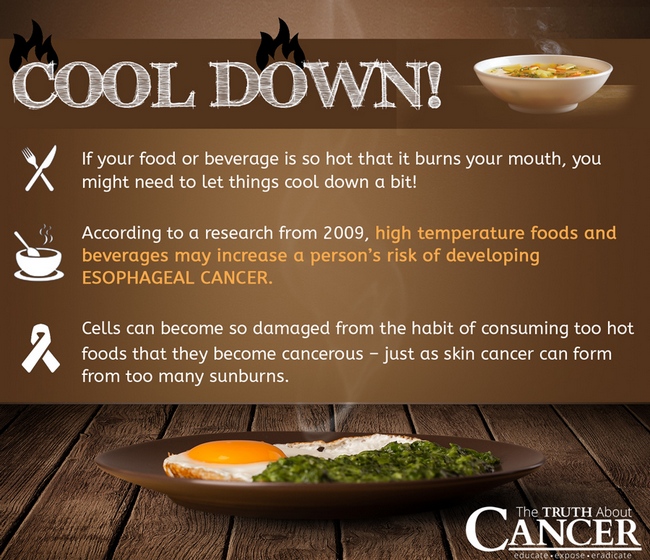 COOL DOWN!
If your food or beverage is so hot that it burns your mouth, you
might need to let things cool down a bit!
According to a research from 2009, high temperature foods and
beverages may increase a person's risk of developing
ESOPHAGEAL CANCER.
Cells can become so damaged from the habit of consuming too hot
foods that they become cancerous – just as skin cancer can form
from too many sunburns.
The TRUTH About
CANCER
educate • expose • eradicate